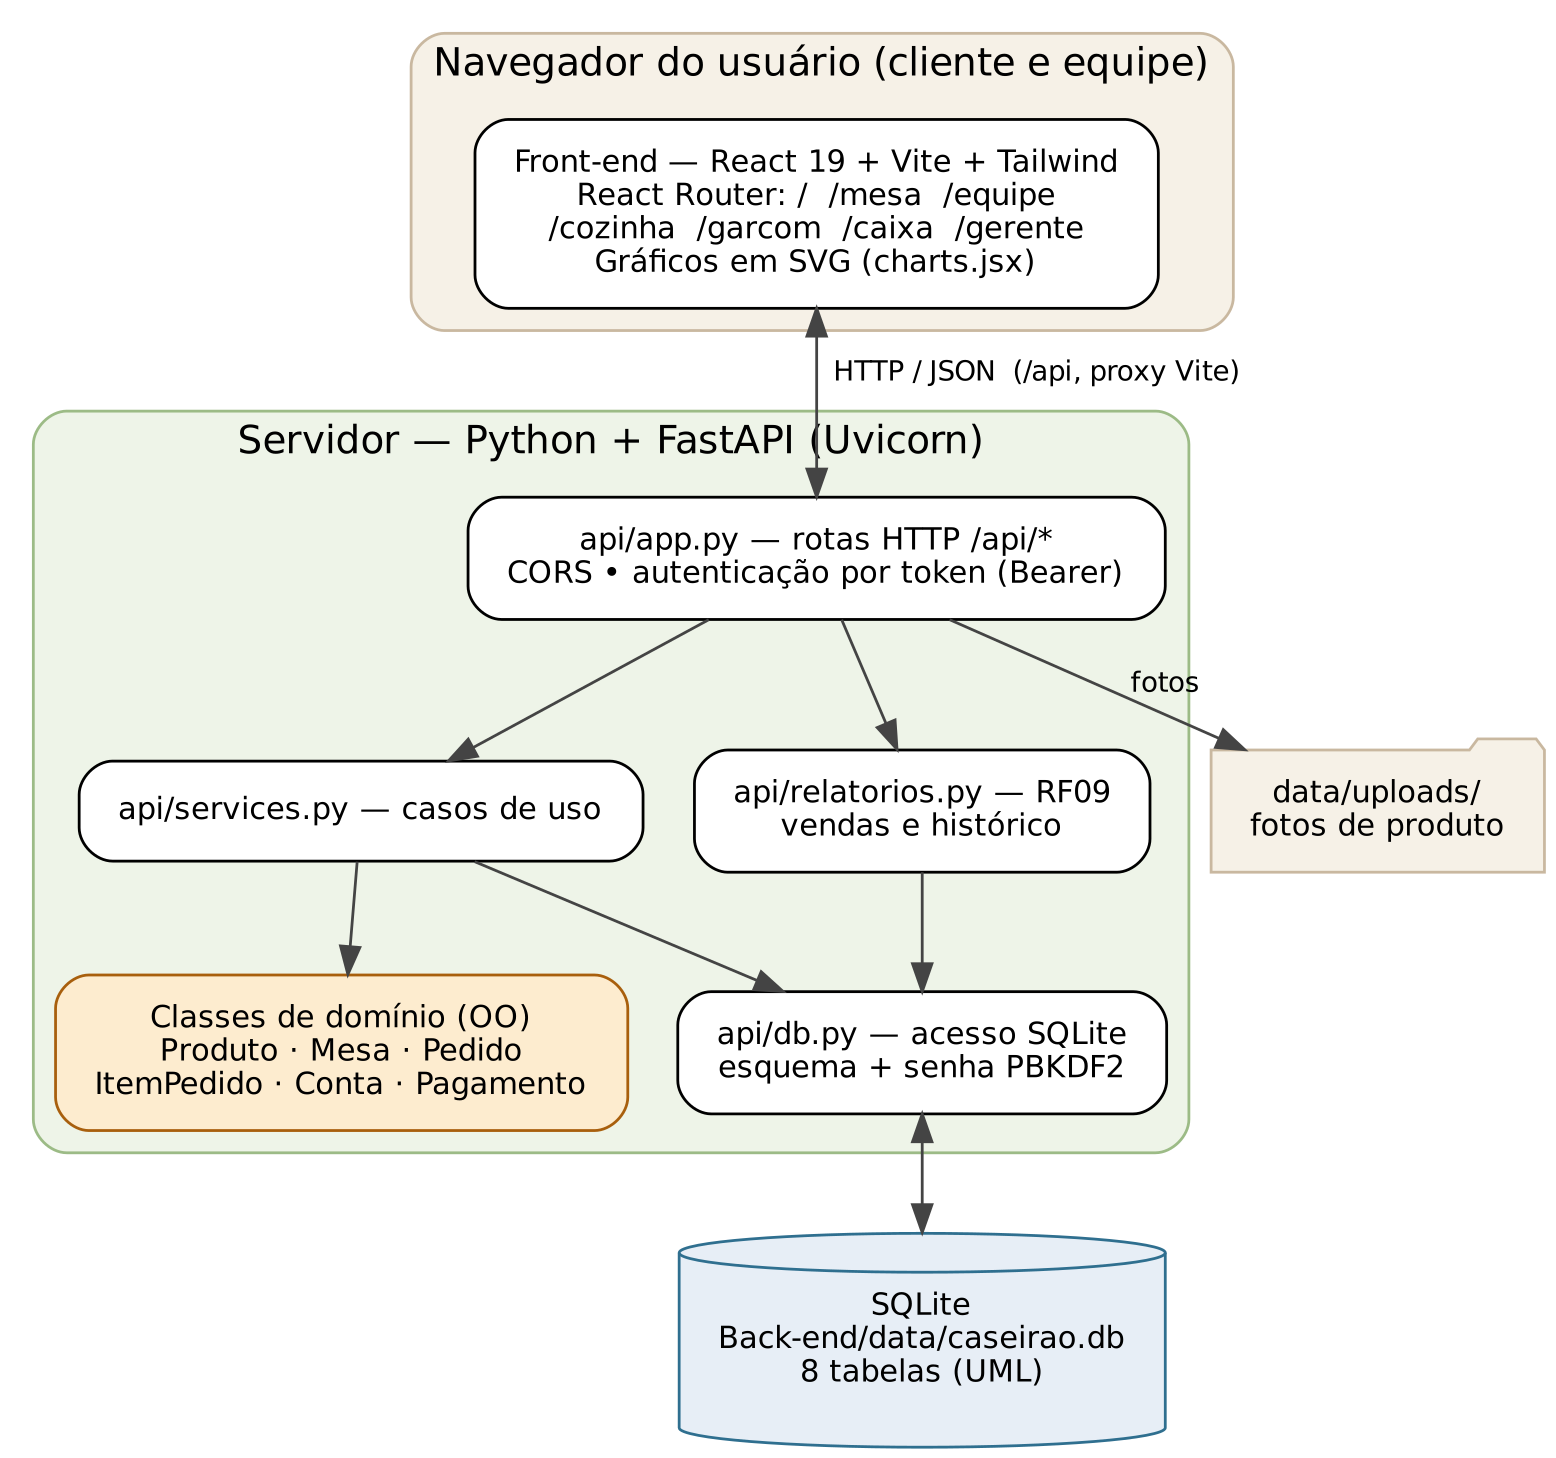 Navegador do usuário (cliente e equipe)
Front-end — React 19 + Vite + Tailwind
React Router: /  /mesa  /equipe
/cozinha  /garcom  /caixa  /gerente
Gráficos em SVG (charts.jsx)
HTTP / JSON  (/api, proxy Vite)
Servidor — Python + FastAPI (Uvicorn)
api/app.py — rotas HTTP /api/*
CORS • autenticação por token (Bearer)
fotos
api/services.py — casos de uso
api/relatorios.py — RF09
vendas e histórico
data/uploads/
fotos de produto
Classes de domínio (OO)
Produto · Mesa · Pedido
ItemPedido · Conta · Pagamento
api/db.py — acesso SQLite
esquema + senha PBKDF2
SQLite
Back-end/data/caseirao.db
8 tabelas (UML)